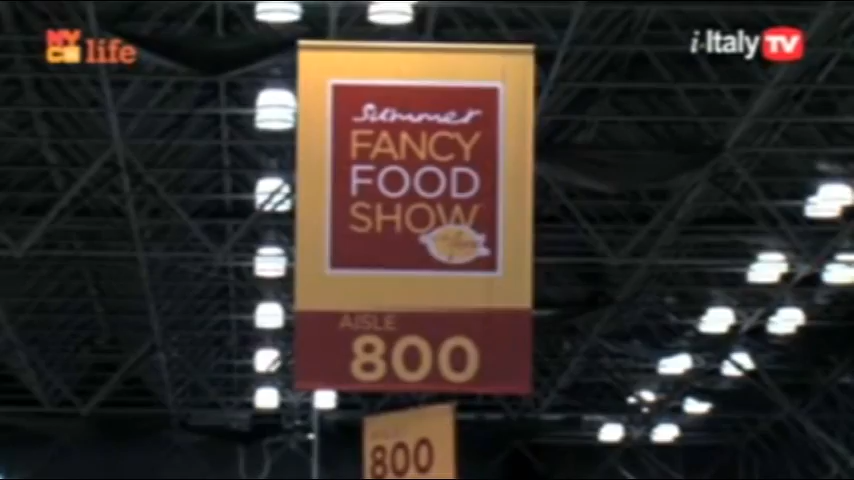 NYC life
i-Italy TV
Summer
FANCY
FOOD
SHOW
AISLE
800
800